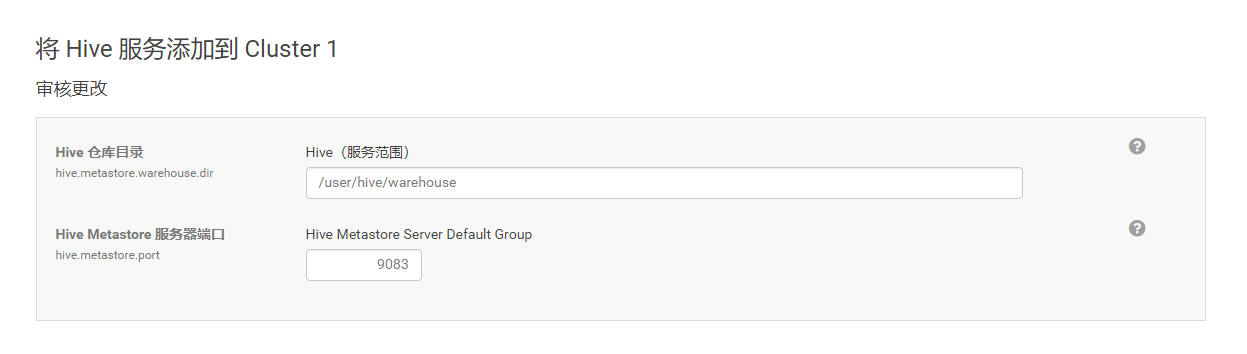 将 Hive 服务添加到 Cluster 1
审核更改
Hive 仓库目录
hive.metastore.warehouse.dir
Hive（服务范围）
/user/hive/warehouse
Hive Metastore 服务器端口
hive.metastore.port
Hive Metastore Server Default Group
9083